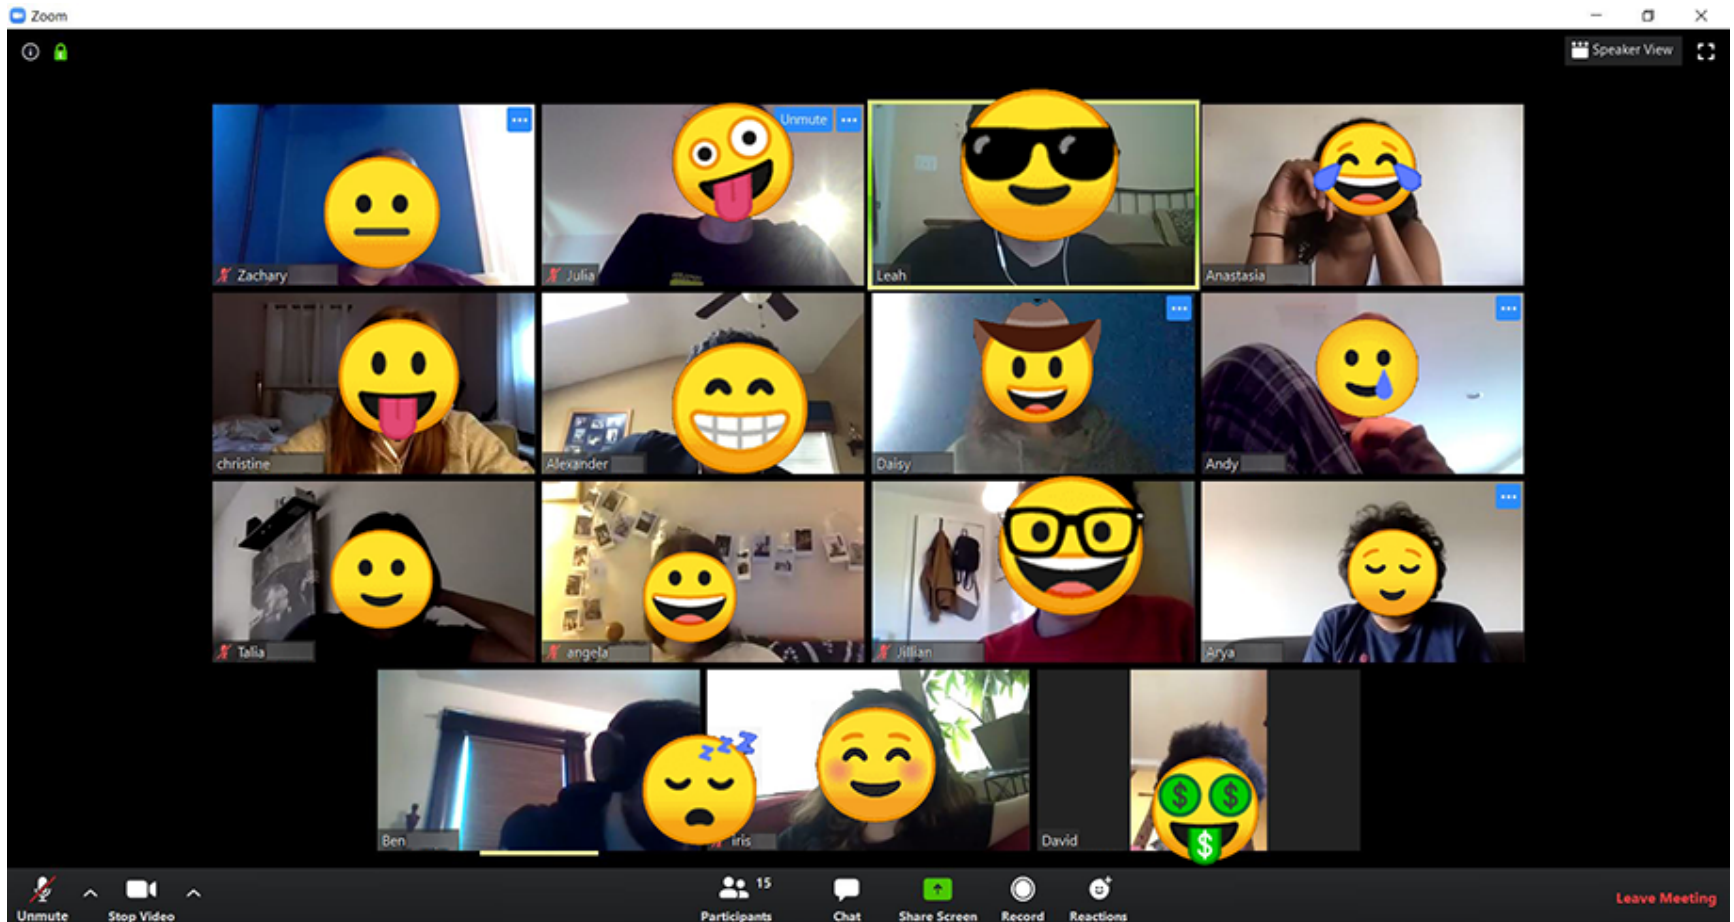 Zoom
Speaker View
Zachary
Unmute
Julia
Leah
Anastasia
christine
Alexander
Daisy
Andy
Talia
angela
Jillian
Arya
z z Z
Ben
iris
David
$ $
$
15
Unmute
Stop Video
Participants
Chat
Share Screen
Record
Reactions
Leave Meeting